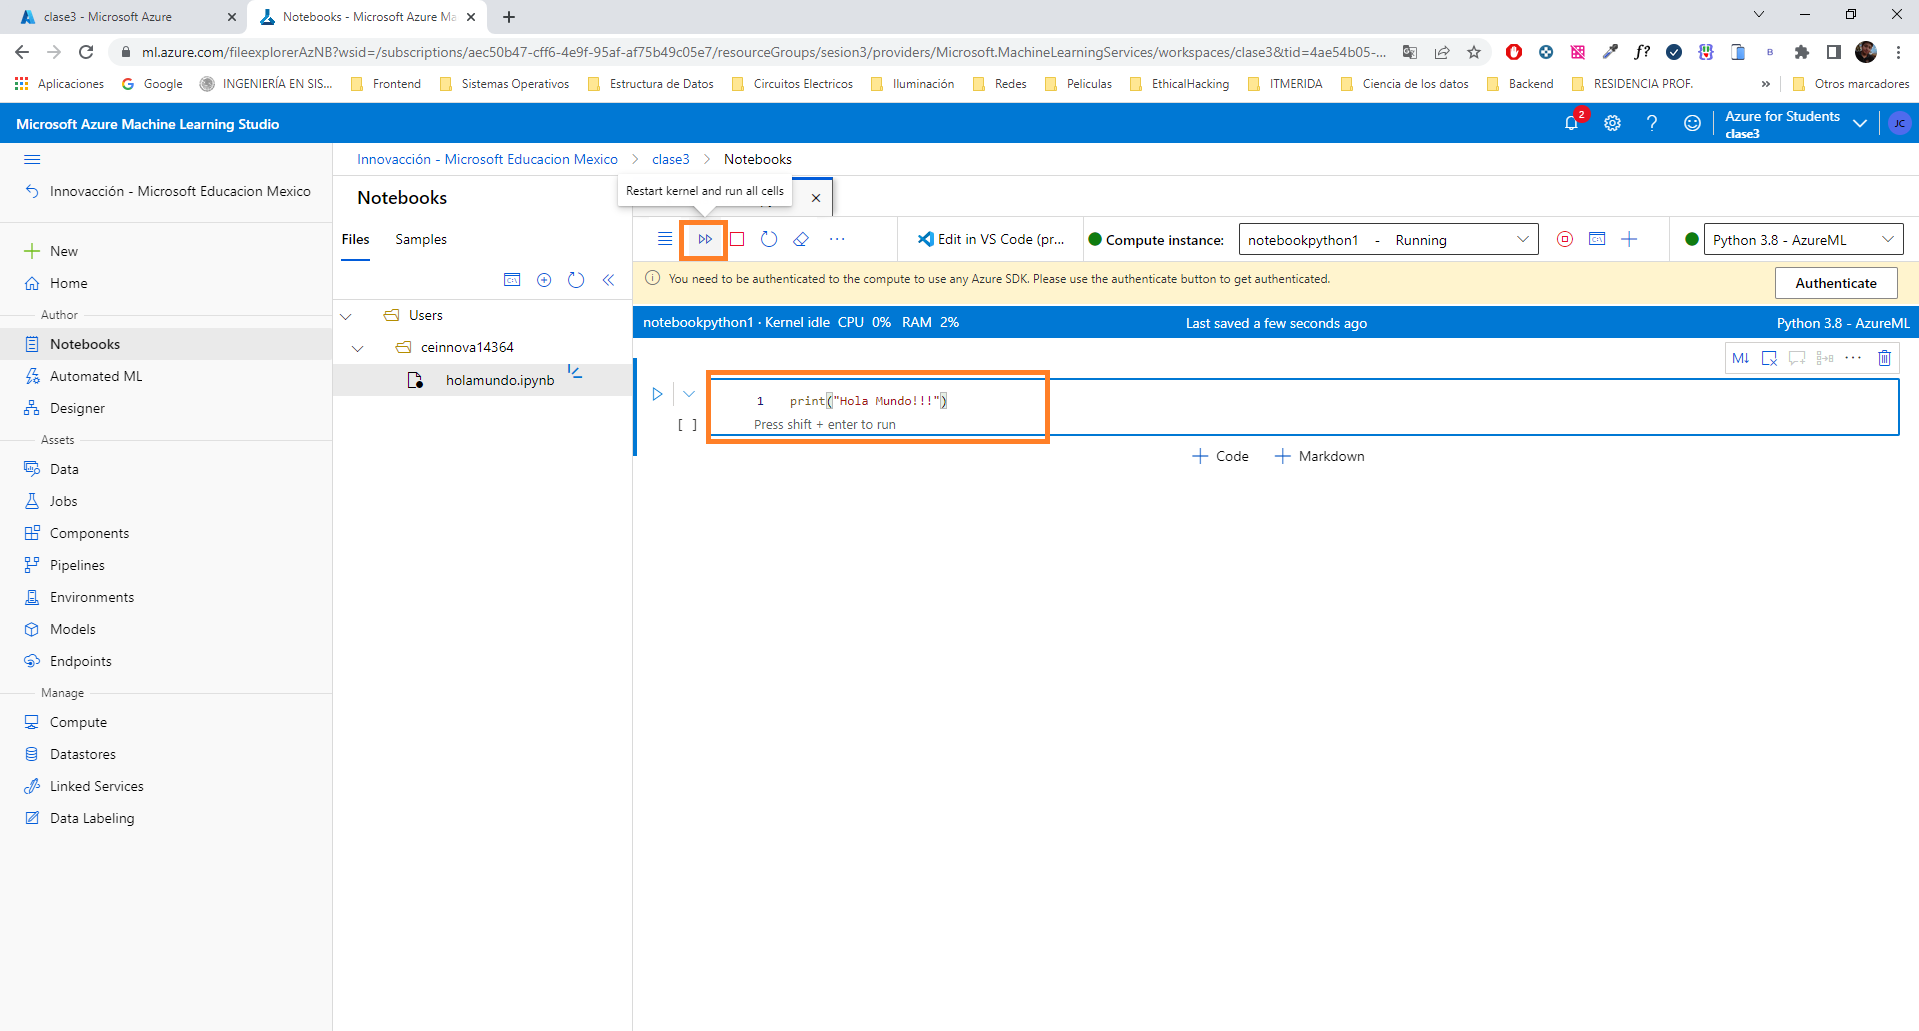 clase3 - Microsoft Azure
Notebooks - Microsoft Azure Ma
ml.azure.com/fileexplorerAzNB?wsid=/subscriptions/aec50b47-cff6-4e9f-95af-af75b49c05e7/resourceGroups/sesion3/providers/Microsoft.MachineLearningServices/workspaces/clase3&tid=4ae54b05-...
f?
B
Aplicaciones
Google
INGENIERÍA EN SIS...
Frontend
Sistemas Operativos
Estructura de Datos
Circuitos Electricos
Iluminación
Redes
Peliculas
EthicalHacking
ITMERIDA
Ciencia de los datos
Backend
RESIDENCIA PROF.
»
Otros marcadores
Microsoft Azure Machine Learning Studio
2
Azure for Students
clase3
JC
Innovacción - Microsoft Educacion Mexico
New
Home
Author
Notebooks
Automated ML
Designer
Assets
Data
Jobs
Components
Pipelines
Environments
Models
Endpoints
Manage
Compute
Datastores
Linked Services
Data Labeling
Innovacción - Microsoft Educacion Mexico > clase3 > Notebooks
Notebooks
Files
Samples
Users
ceinnova14364
holamundo.ipynb
Restart kernel and run all cells
Edit in VS Code (pr...
Compute instance:
notebookpython1 - Running
Python 3.8 - AzureML
You need to be authenticated to the compute to use any Azure SDK. Please use the authenticate button to get authenticated.
Authenticate
notebookpython1 · Kernel idle CPU 0% RAM 2%
Last saved a few seconds ago
Python 3.8 - AzureML
M↓
1 print("Hola Mundo!!!")
[ ]
Press shift + enter to run
+ Code
+ Markdown